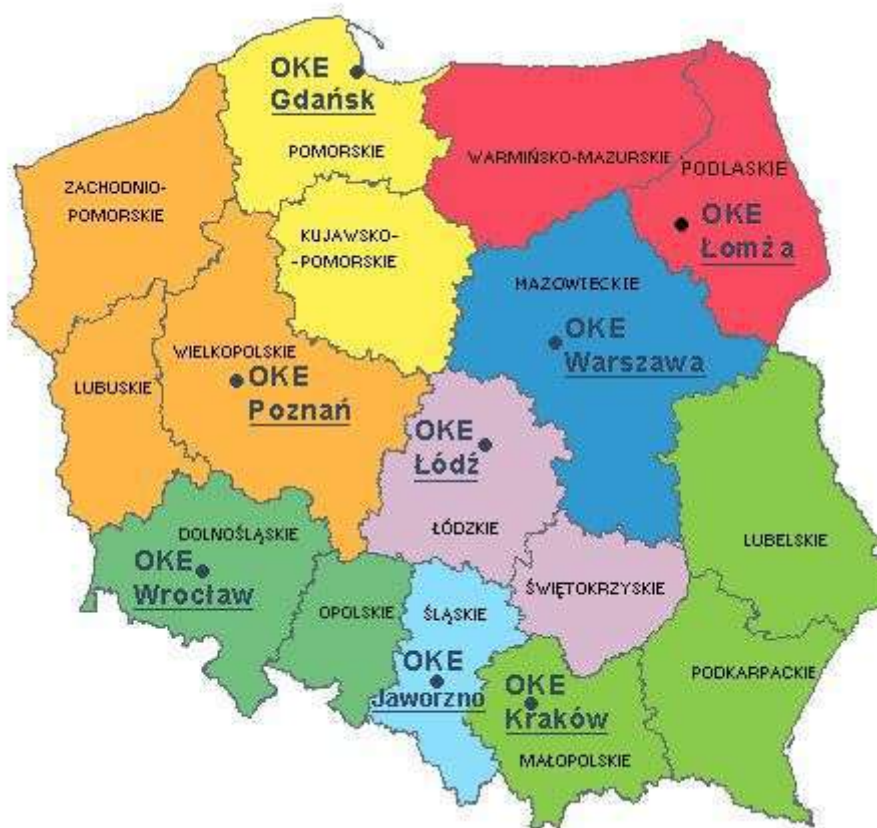 OKE
Gdańsk
POMORSKIE
WARMIŃSKO-MAZURSKIE
PODLASKIE
OKE
Łomża
ZACHODNIO-
POMORSKIE
KUJAWSKO-
-POMORSKIE
MAZOWIECKIE
OKE
Warszawa
WIELKOPOLSKIE
OKE
Poznań
LUBUSKIE
OKE
Łódź
ŁÓDZKIE
DOLNOŚLĄSKIE
OKE
Wrocław
OPOLSKIE
ŚLĄSKIE
OKE
Jaworzno
ŚWIĘTOKRZYSKIE
LUBELSKIE
OKE
Kraków
MAŁOPOLSKIE
PODKARPACKIE